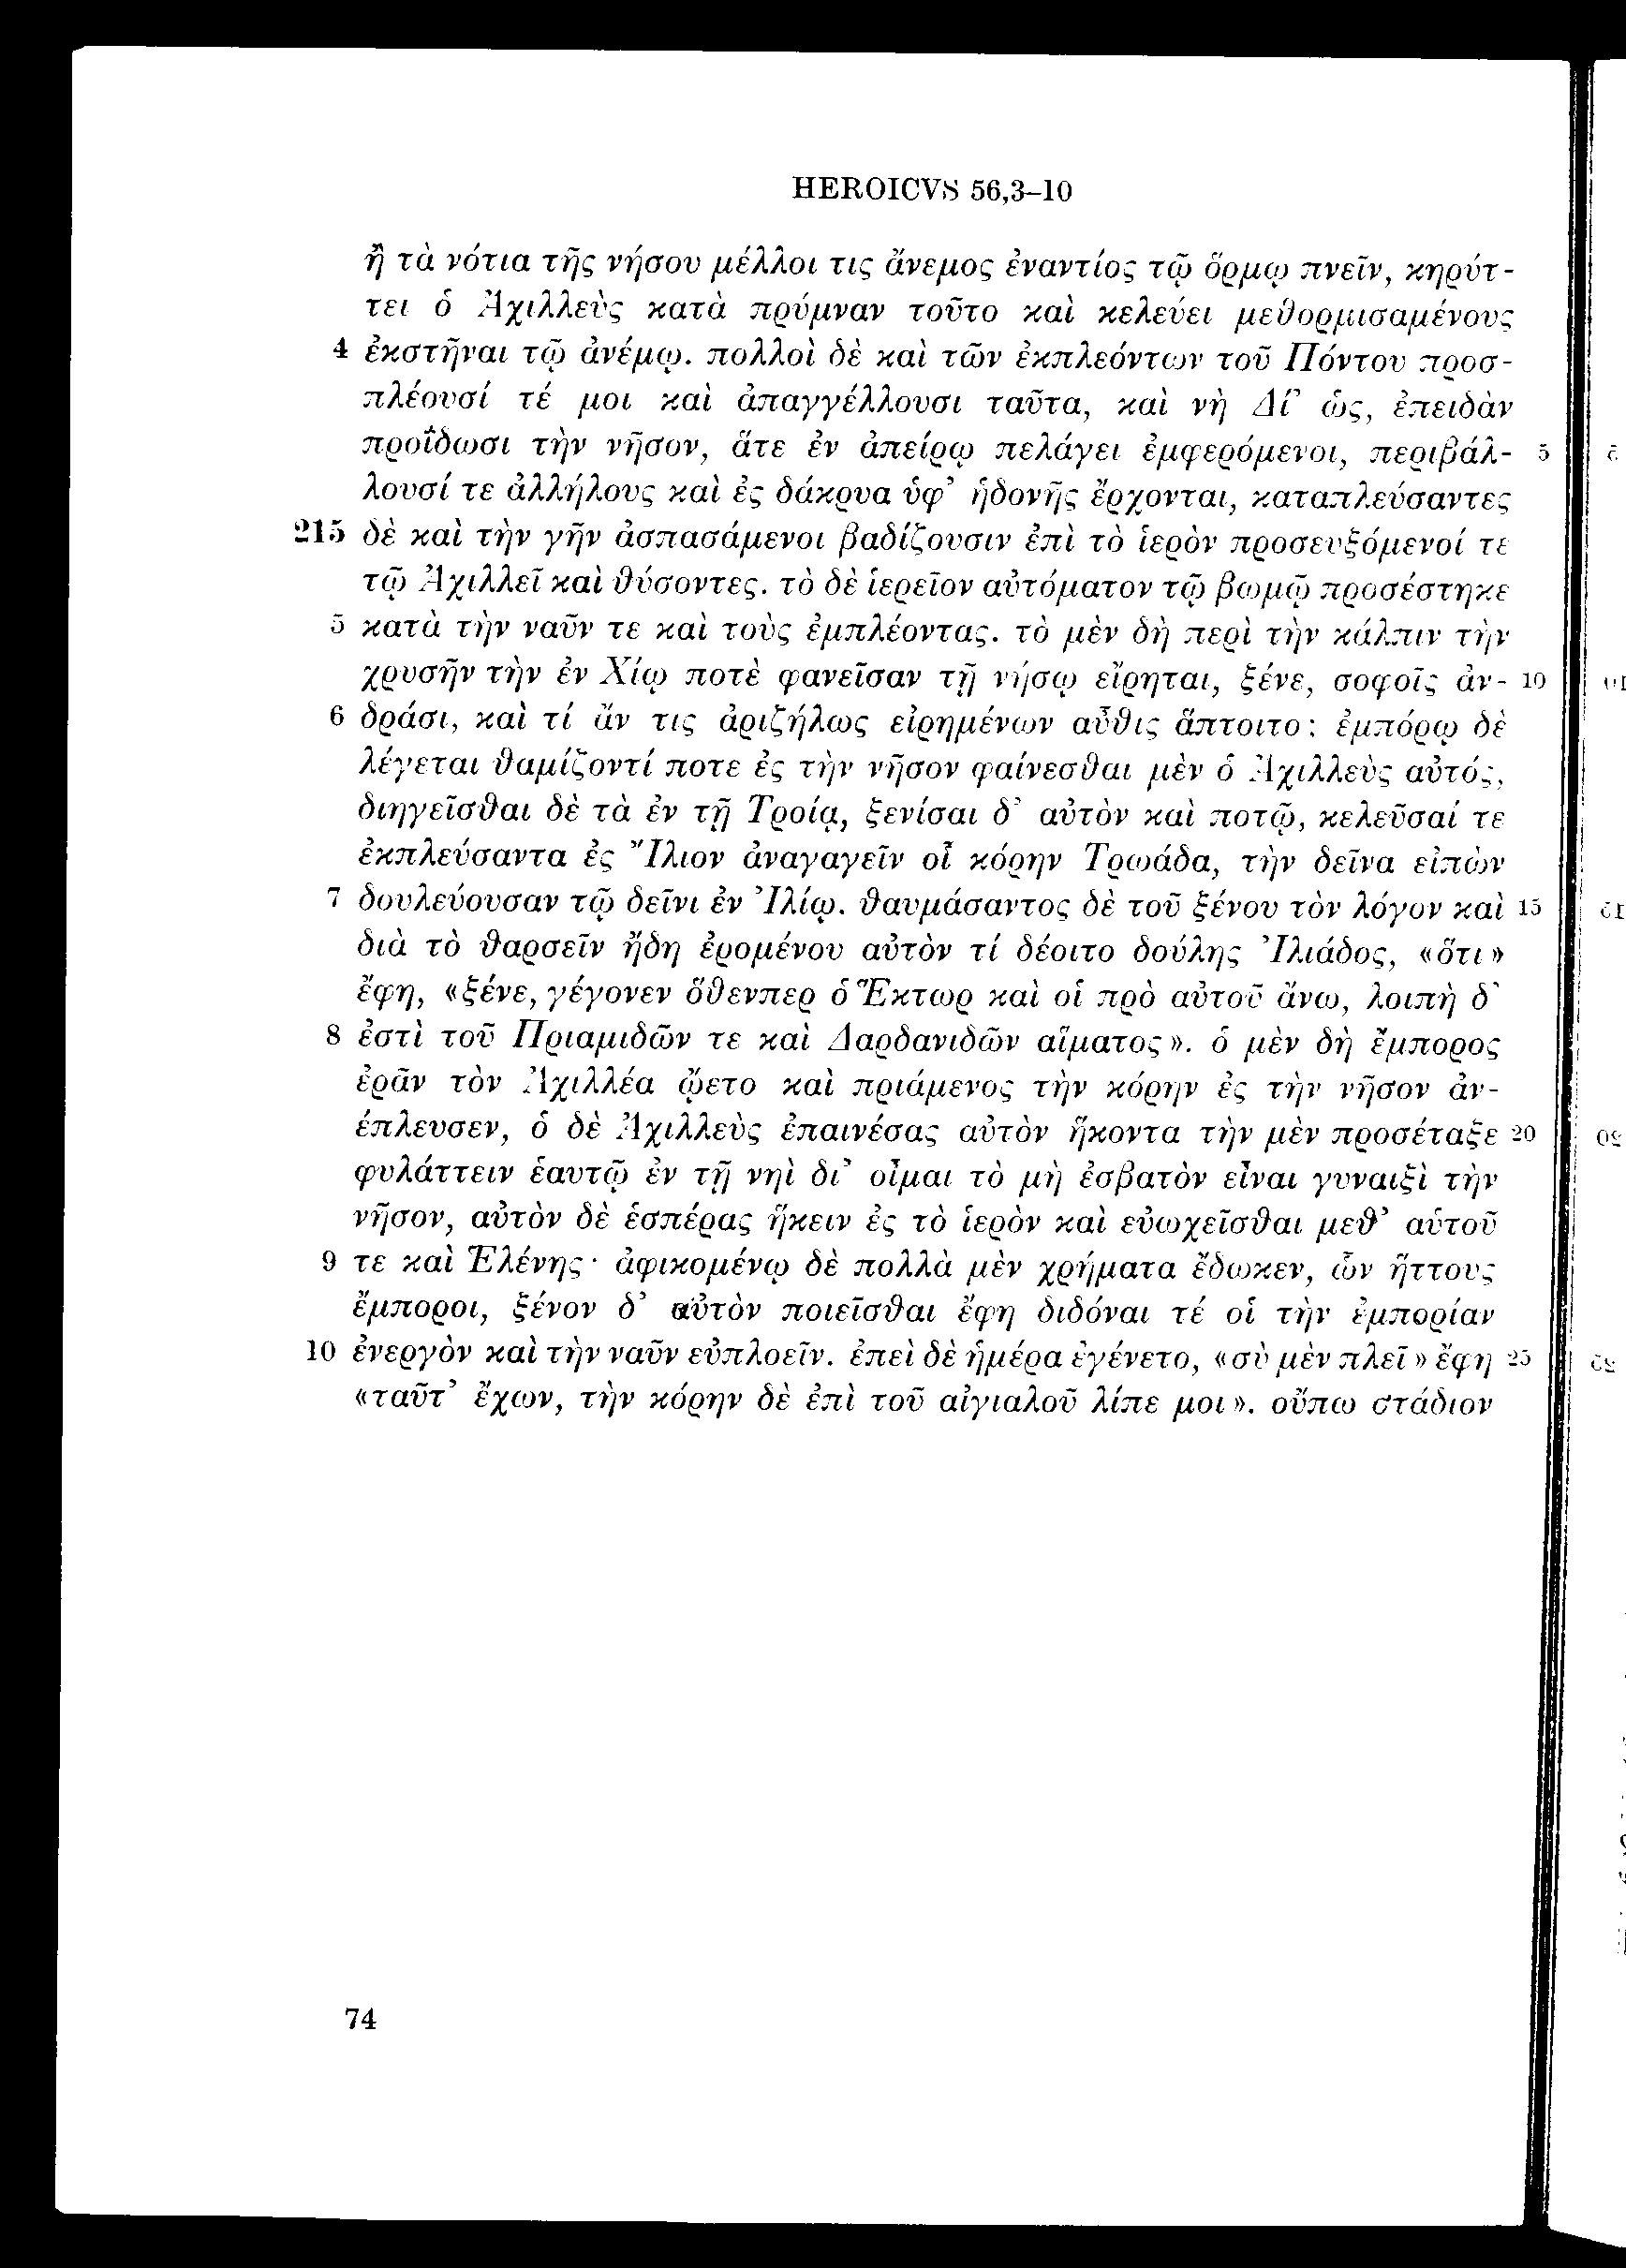 HEROICVS 56,3–10
ἢ τὰ νότια τῆς νήσου μέλλοι τις ἄνεμος ἐναντίος τῷ ὅρμῳ πνεῖν, κηρύτ-
τει ὁ Ἀχιλλεὺς κατὰ πρύμναν τοῦτο καὶ κελεύει μεθορμισαμένους
4 ἐκστῆναι τῷ ἀνέμῳ. πολλοὶ δὲ καὶ τῶν ἐκπλεόντων τοῦ Πόντου προσ-
πλέουσί τέ μοι καὶ ἀπαγγέλλουσι ταῦτα, καὶ νὴ Δί’ ὡς, ἐπειδὰν
προΐδωσι τὴν νῆσον, ἅτε ἐν ἀπείρῳ πελάγει ἐμφερόμενοι, περιβάλ- 5
λουσί τε ἀλλήλους καὶ ἐς δάκρυα ὑφ’ ἡδονῆς ἔρχονται, καταπλεύσαντες
215 δὲ καὶ τὴν γῆν ἀσπασάμενοι βαδίζουσιν ἐπὶ τὸ ἱερὸν προσευξόμενοί τε
τῷ Ἀχιλλεῖ καὶ θύσοντες. τὸ δὲ ἱερεῖον αὐτόματον τῷ βωμῷ προσέστηκε
5 κατὰ τὴν ναῦν τε καὶ τοὺς ἐμπλέοντας. τὸ μὲν δὴ περὶ τὴν κάλπιν τὴν
χρυσῆν τὴν ἐν Χίῳ ποτὲ φανεῖσαν τῇ νήσῳ εἴρηται, ξένε, σοφοῖς ἀν- 10
6 δράσι, καὶ τί ἄν τις ἀριζήλως εἰρημένων αὖθις ἅπτοιτο; ἐμπόρῳ δὲ
λέγεται θαμίζοντί ποτε ἐς τὴν νῆσον φαίνεσθαι μὲν ὁ Ἀχιλλεὺς αὐτός,
διηγεῖσθαι δὲ τὰ ἐν τῇ Τροίᾳ, ξενίσαι δ’ αὐτὸν καὶ ποτῷ, κελεῦσαί τε
ἐκπλεύσαντα ἐς Ἴλιον ἀναγαγεῖν οἷ κόρην Τρωάδα, τὴν δεῖνα εἰπὼν
7 δουλεύουσαν τῷ δεῖνι ἐν Ἰλίῳ. θαυμάσαντος δὲ τοῦ ξένου τὸν λόγον καὶ 15
διὰ τὸ θαρσεῖν ἤδη ἐρομένου αὐτὸν τί δέοιτο δούλης Ἰλιάδος, «ὅτι»
ἔφη, «ξένε, γέγονεν ὅθενπερ ὁ Ἕκτωρ καὶ οἱ πρὸ αὐτοῦ ἄνω, λοιπὴ δ’
8 ἐστὶ τοῦ Πριαμιδῶν τε καὶ Δαρδανιδῶν αἵματος». ὁ μὲν δὴ ἔμπορος
ἐρᾶν τὸν Ἀχιλλέα ᾤετο καὶ πριάμενος τὴν κόρην ἐς τὴν νῆσον ἀν-
έπλευσεν, ὁ δὲ Ἀχιλλεὺς ἐπαινέσας αὐτὸν ἥκοντα τὴν μὲν προσέταξε 20
φυλάττειν ἑαυτῷ ἐν τῇ νηὶ δι’ οἶμαι τὸ μὴ ἐσβατὸν εἶναι γυναιξὶ τὴν
νῆσον, αὐτὸν δὲ ἑσπέρας ἥκειν ἐς τὸ ἱερὸν καὶ εὐωχεῖσθαι μεθ’ αὑτοῦ
9 τε καὶ Ἑλένης· ἀφικομένῳ δὲ πολλὰ μὲν χρήματα ἔδωκεν, ὧν ἥττους
ἔμποροι, ξένον δ’ αὐτὸν ποιεῖσθαι ἔφη διδόναι τέ οἱ τὴν ἐμπορίαν
10 ἐνεργὸν καὶ τὴν ναῦν εὐπλοεῖν. ἐπεὶ δὲ ἡμέρα ἐγένετο, «σὺ μὲν πλεῖ» ἔφη 25
«ταῦτ’ ἔχων, τὴν κόρην δὲ ἐπὶ τοῦ αἰγιαλοῦ λίπε μοι». οὔπω στάδιον
74